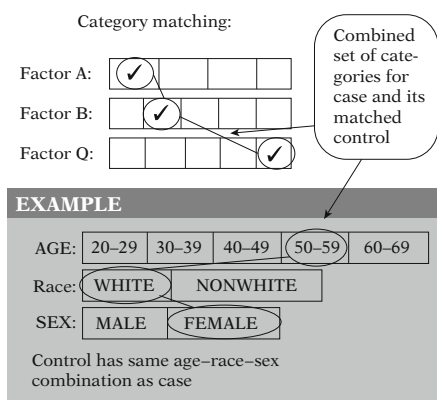 Category matching:
Factor A: ✓
Factor B: ✓
Factor Q: ✓
Combined
set of cate-
gories for
case and its
matched
control
EXAMPLE
AGE: 20–29 30–39 40–49 50–59 60–69
Race: WHITE NONWHITE
SEX: MALE FEMALE
Control has same age–race–sex
combination as case